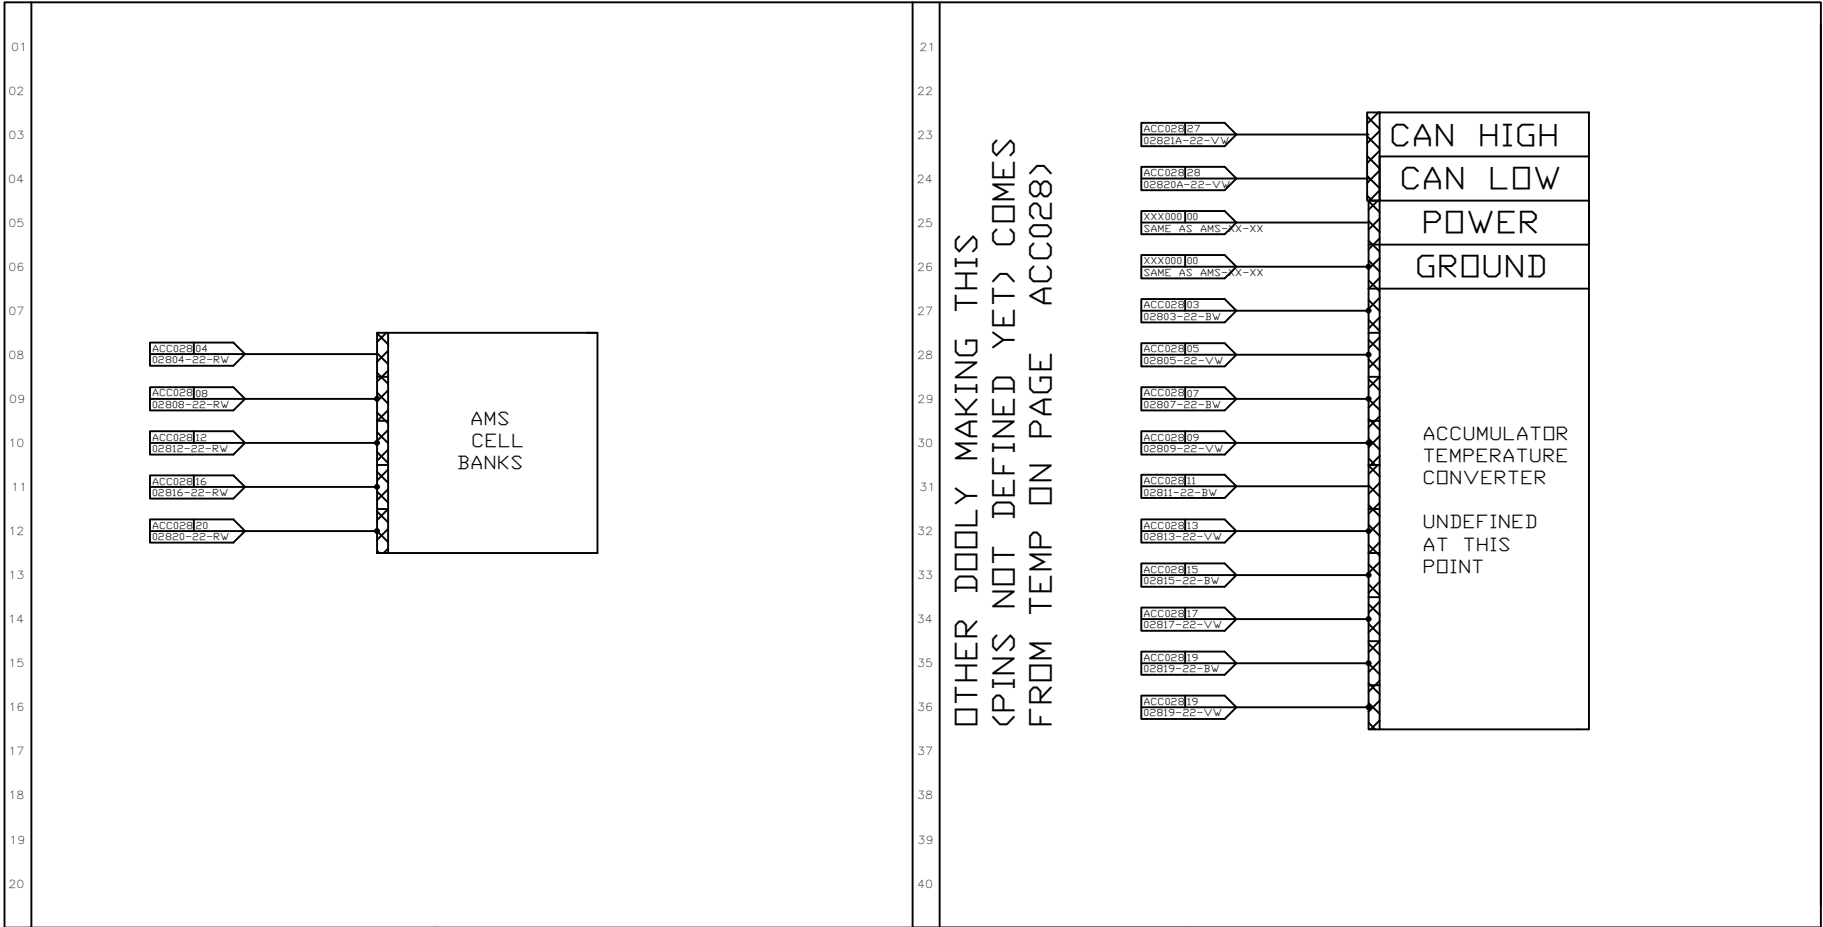 01
02
03
04
05
06
07
08
09
10
11
12
13
14
15
16
17
18
19
20
ACC028 04
02804-22-RW
ACC028 08
02808-22-RW
ACC028 12
02812-22-RW
ACC028 16
02816-22-RW
ACC028 20
02820-22-RW
AMS
CELL
BANKS
21
22
23
24
25
26
27
28
29
30
31
32
33
34
35
36
37
38
39
40
OTHER DOOLY MAKING THIS
(PINS NOT DEFINED YET) COMES
FROM TEMP ON PAGE ACC028)
ACC028 27
02821A-22-VW
ACC028 28
02820A-22-VW
XXX000 00
SAME AS AMS-XX-XX
XXX000 00
SAME AS AMS-XX-XX
ACC028 03
02803-22-BW
ACC028 05
02805-22-VW
ACC028 07
02807-22-BW
ACC028 09
02809-22-VW
ACC028 11
02811-22-BW
ACC028 13
02813-22-VW
ACC028 15
02815-22-BW
ACC028 17
02817-22-VW
ACC028 19
02819-22-BW
ACC028 19
02819-22-VW
CAN HIGH
CAN LOW
POWER
GROUND
ACCUMULATOR
TEMPERATURE
CONVERTER
UNDEFINED
AT THIS
POINT